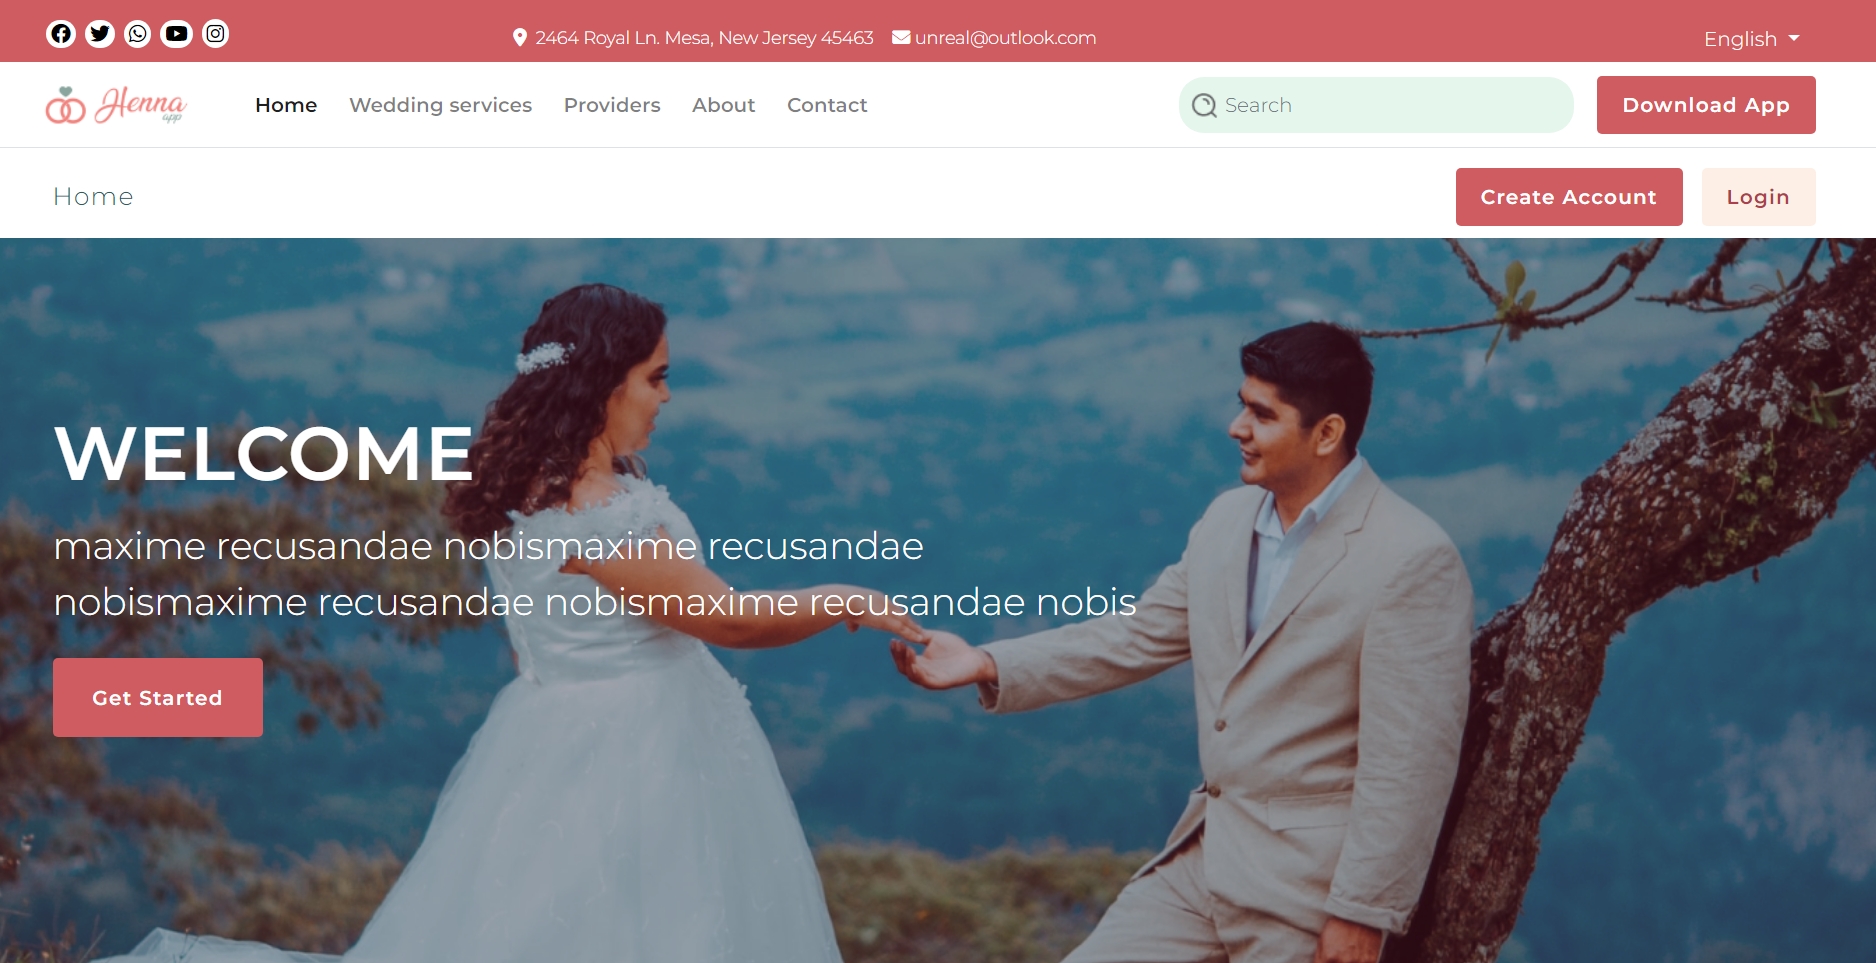 2464 Royal Ln. Mesa, New Jersey 45463 unreal@outlook.com English
Henna app
Home Wedding services Providers About Contact
Search
Download App
Home
Create Account
Login
WELCOME
maxime recusandae nobismaxime recusandae
nobismaxime recusandae nobismaxime recusandae nobis
Get Started